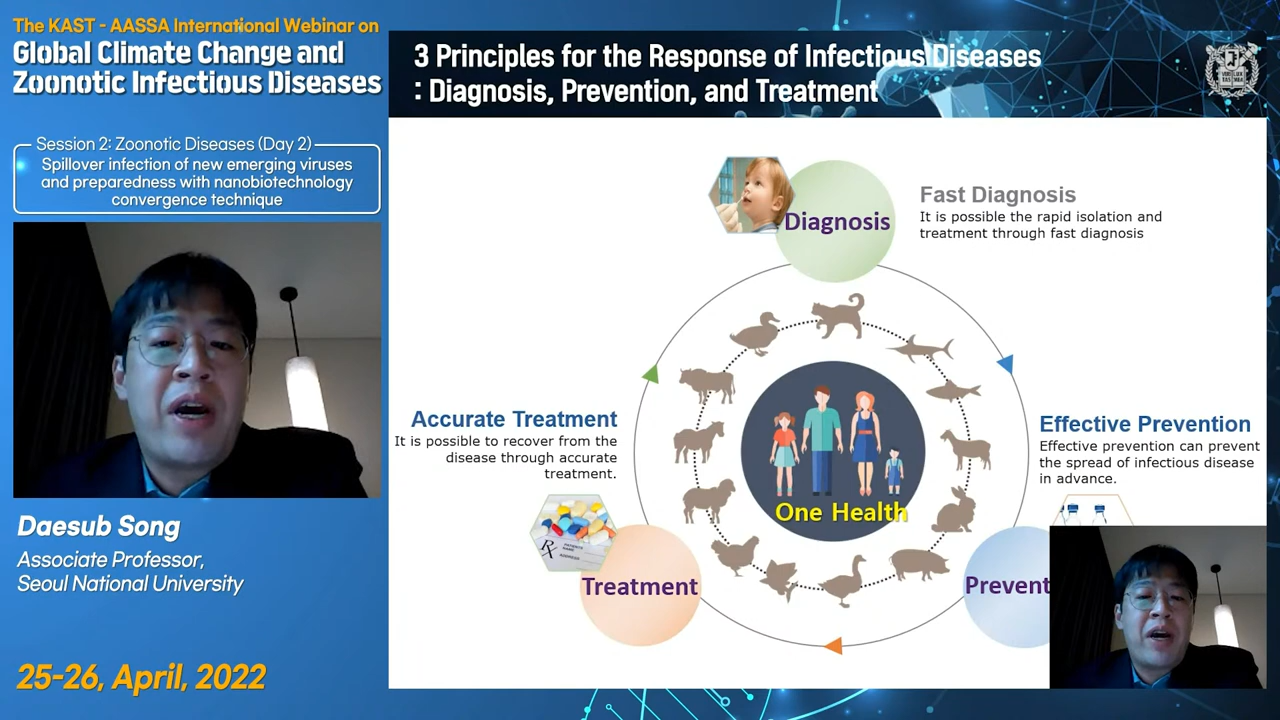 The KAST - AASSA International Webinar on
Global Climate Change and
Zoonotic Infectious Diseases
Session 2: Zoonotic Diseases (Day 2)
Spillover infection of new emerging viruses
and preparedness with nanobiotechnology
convergence technique
Daesub Song
Associate Professor,
Seoul National University
25-26, April, 2022
3 Principles for the Response of Infectious Diseases
: Diagnosis, Prevention, and Treatment
Diagnosis
Fast Diagnosis
It is possible the rapid isolation and
treatment through fast diagnosis
Accurate Treatment
It is possible to recover from the
disease through accurate
treatment.
Effective Prevention
Effective prevention can prevent
the spread of infectious disease
in advance.
One Health
Rx
Treatment
Prevent